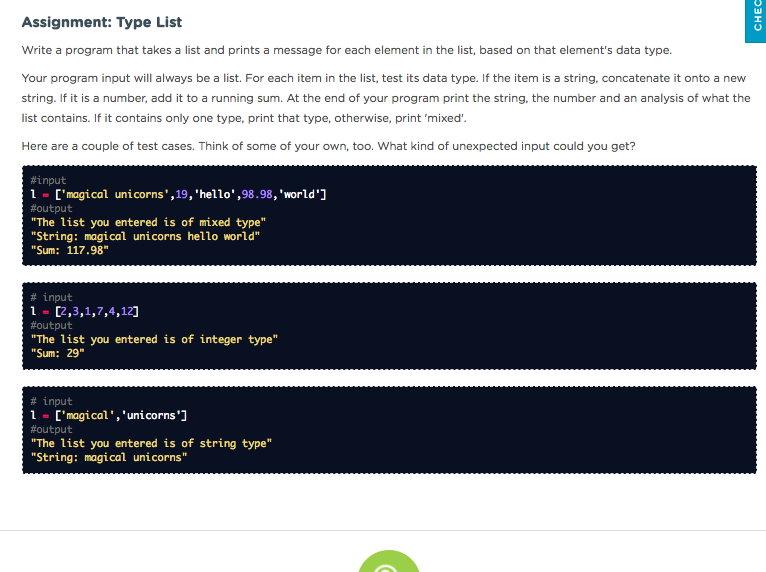 CHEC
Assignment: Type List
Write a program that takes a list and prints a message for each element in the list, based on that element's data type.
Your program input will always be a list. For each item in the list, test its data type. If the item is a string, concatenate it onto a new
string. If it is a number, add it to a running sum. At the end of your program print the string, the number and an analysis of what the
list contains. If it contains only one type, print that type, otherwise, print 'mixed'.
Here are a couple of test cases. Think of some of your own, too. What kind of unexpected input could you get?
#input
l = ['magical unicorns',19,'hello',98.98,'world']
#output
"The list you entered is of mixed type"
"String: magical unicorns hello world"
"Sum: 117.98"
# input
l = [2,3,1,7,4,12]
#output
"The list you entered is of integer type"
"Sum: 29"
# input
l = ['magical','unicorns']
#output
"The list you entered is of string type"
"String: magical unicorns"